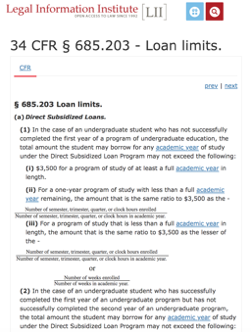 Legal Information Institute [LII]
OPEN ACCESS TO LAW SINCE 1992
34 CFR § 685.203 - Loan limits.
CFR
prev | next
§ 685.203 Loan limits.
(a) Direct Subsidized Loans.
(1) In the case of an undergraduate student who has not successfully
completed the first year of a program of undergraduate education, the
total amount the student may borrow for any academic year of study
under the Direct Subsidized Loan Program may not exceed the following:
(i) $3,500 for a program of study of at least a full academic year in
length.
(ii) For a one-year program of study with less than a full academic
year remaining, the amount that is the same ratio to $3,500 as the -
Number of semester, trimester, quarter, or clock hours enrolled
Number of semester, trimester, quarter, or clock hours in academic year.
(iii) For a program of study that is less than a full academic year in
length, the amount that is the same ratio to $3,500 as the lesser of
the -
Number of semester, trimester, quarter, or clock hours enrolled
Number of semester, trimester, quarter, or clock hours in academic year.
or
Number of weeks enrolled
Number of weeks in academic year.
(2) In the case of an undergraduate student who has successfully
completed the first year of an undergraduate program but has not
successfully completed the second year of an undergraduate program,
the total amount the student may borrow for any academic year of study
under the Direct Subsidized Loan Program may not exceed the following: